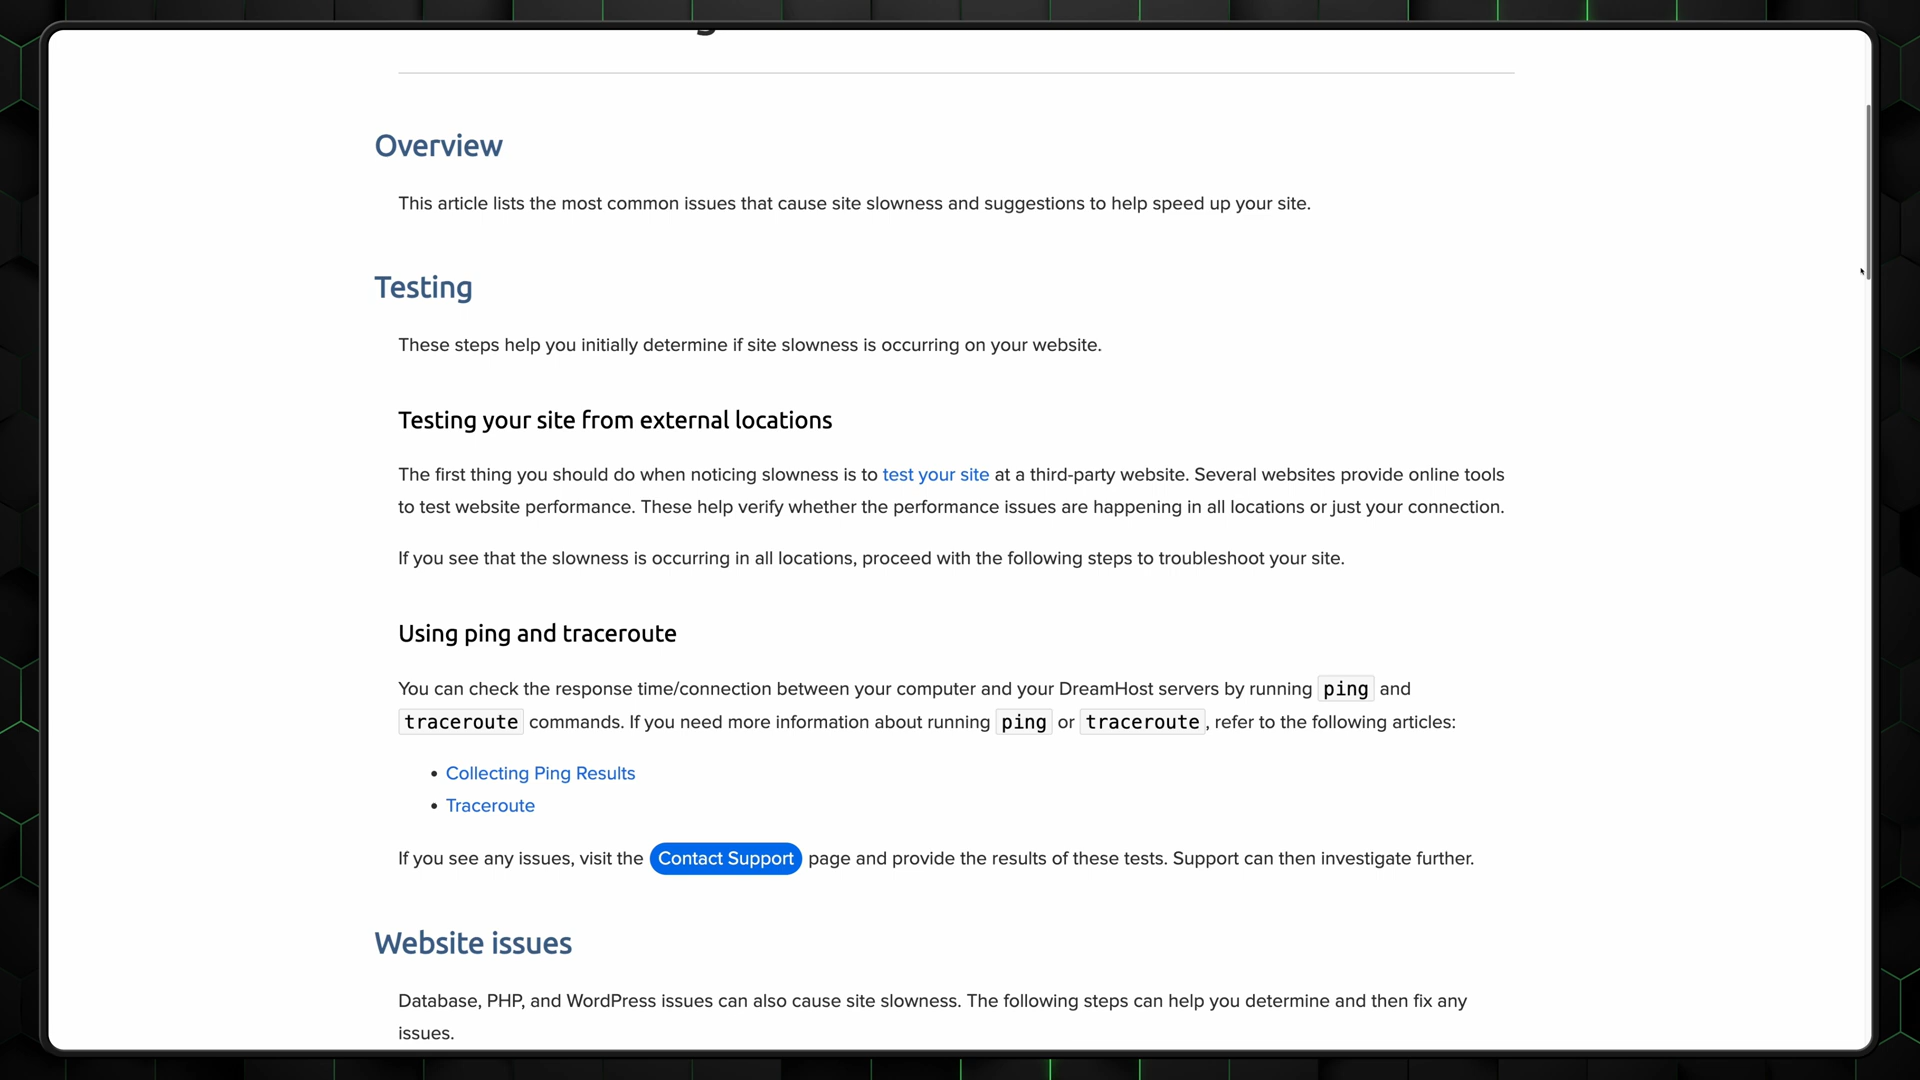 Overview
This article lists the most common issues that cause site slowness and suggestions to help speed up your site.
Testing
These steps help you initially determine if site slowness is occurring on your website.
Testing your site from external locations
The first thing you should do when noticing slowness is to test your site at a third-party website. Several websites provide online tools
to test website performance. These help verify whether the performance issues are happening in all locations or just your connection.
If you see that the slowness is occurring in all locations, proceed with the following steps to troubleshoot your site.
Using ping and traceroute
You can check the response time/connection between your computer and your DreamHost servers by running ping and
traceroute commands. If you need more information about running ping or traceroute, refer to the following articles:
• Collecting Ping Results
• Traceroute
If you see any issues, visit the Contact Support page and provide the results of these tests. Support can then investigate further.
Website issues
Database, PHP, and WordPress issues can also cause site slowness. The following steps can help you determine and then fix any
issues.